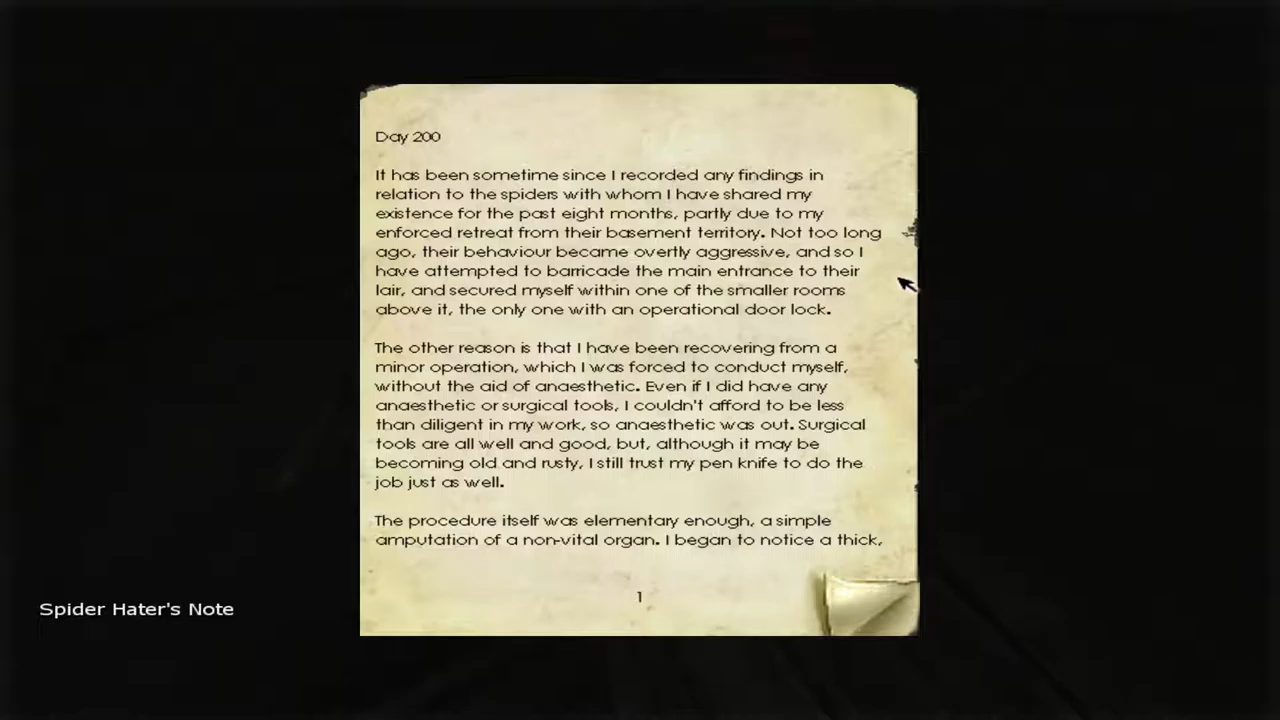 Day 200
It has been sometime since I recorded any findings in
relation to the spiders with whom I have shared my
existence for the past eight months, partly due to my
enforced retreat from their basement territory. Not too long
ago, their behaviour became overtly aggressive, and so I
have attempted to barricade the main entrance to their
lair, and secured myself within one of the smaller rooms
above it, the only one with an operational door lock.
The other reason is that I have been recovering from a
minor operation, which I was forced to conduct myself,
without the aid of anaesthetic. Even if I did have any
anaesthetic or surgical tools, I couldn't afford to be less
than diligent in my work, so anaesthetic was out. Surgical
tools are all well and good, but, although it may be
becoming old and rusty, I still trust my pen knife to do the
job just as well.
The procedure itself was elementary enough, a simple
amputation of a non-vital organ. I began to notice a thick,
1
Spider Hater's Note